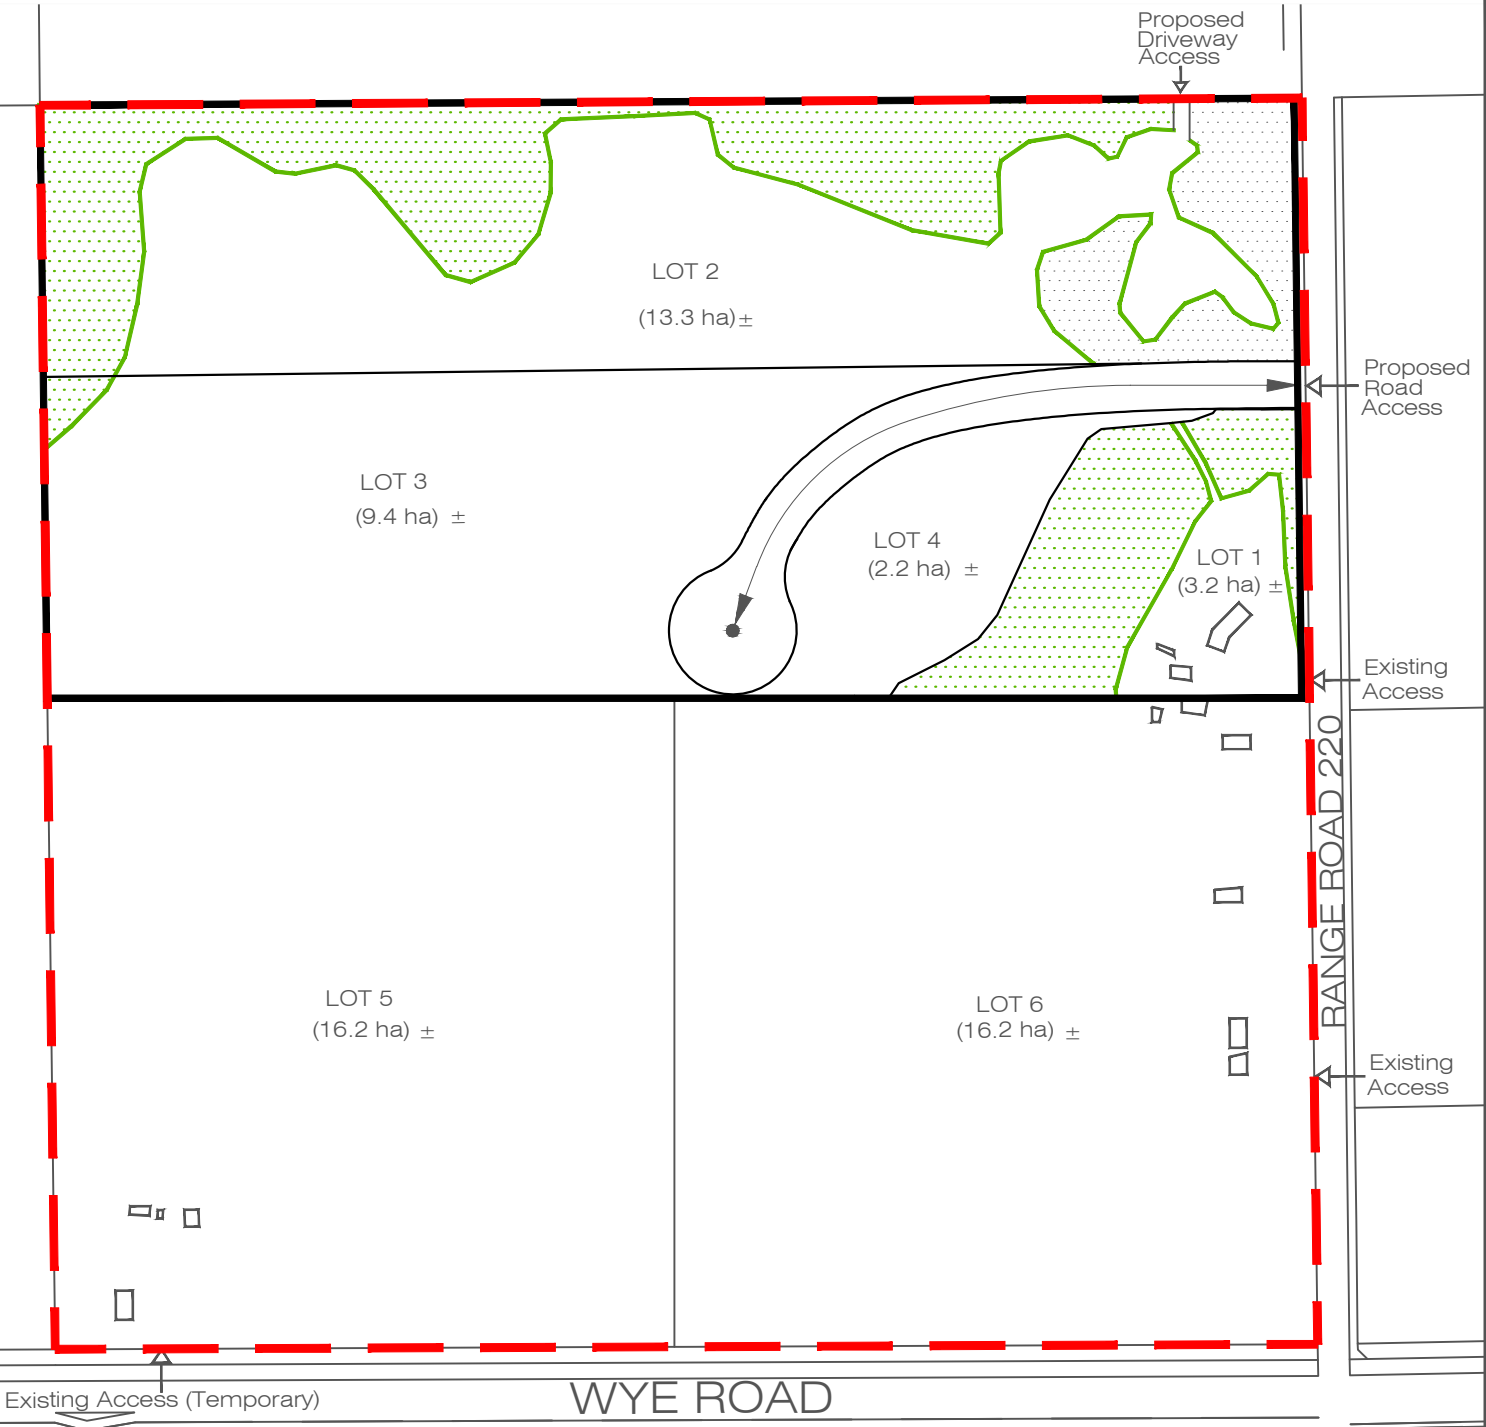 Proposed
Driveway
Access
LOT 2
(13.3 ha)±
Proposed
Road
Access
LOT 3
(9.4 ha) ±
LOT 4
(2.2 ha) ±
LOT 1
(3.2 ha) ±
Existing
Access
RANGE ROAD 220
LOT 5
(16.2 ha) ±
LOT 6
(16.2 ha) ±
Existing
Access
Existing Access (Temporary)
WYE ROAD